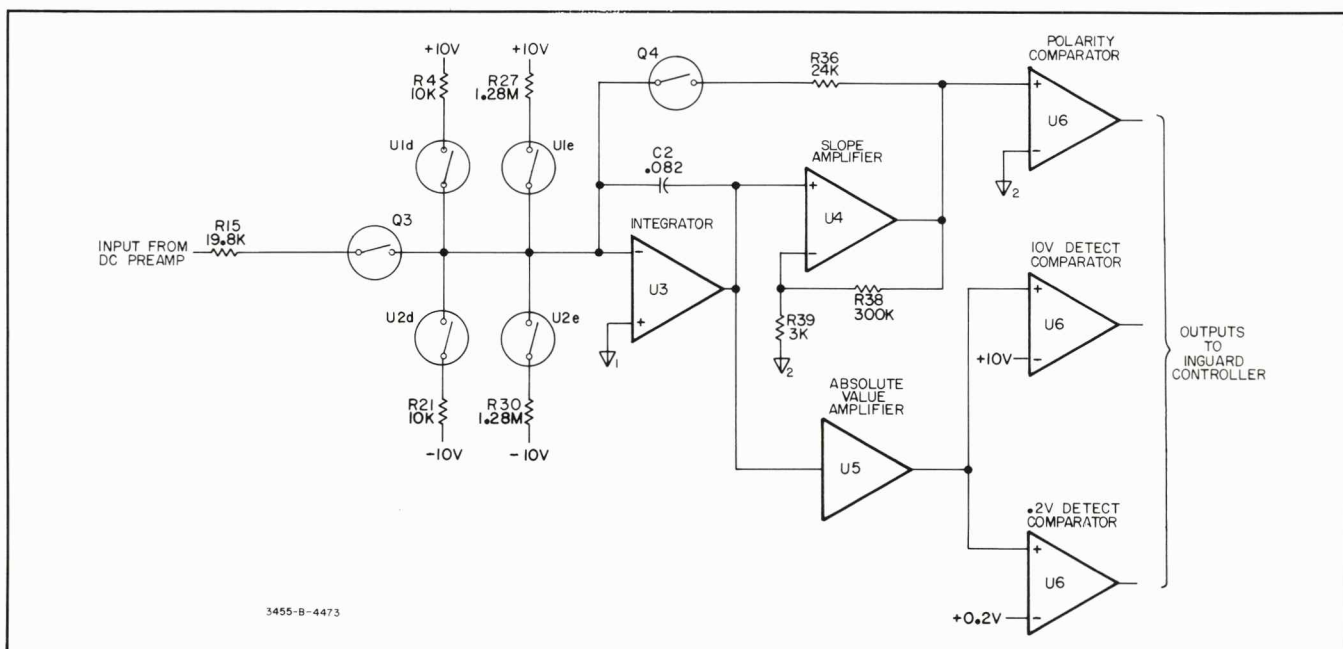 +10V
R4
10K
U1d
+10V
R27
1.28M
U1e
Q4
R36
24K
POLARITY
COMPARATOR
+
U6
-
2
SLOPE
AMPLIFIER
C2
.082
+
U4
-
INTEGRATOR
-
U3
+
1
R38
300K
R39
3K
2
INPUT FROM
DC PREAMP
R15
19.8K
Q3
U2d
R21
10K
-10V
U2e
R30
1.28M
-10V
10V DETECT
COMPARATOR
+
U6
-
+10V
OUTPUTS
TO
INGUARD
CONTROLLER
ABSOLUTE
VALUE
AMPLIFIER
U5
.2V DETECT
COMPARATOR
+
U6
-
+0.2V
3455-B-4473